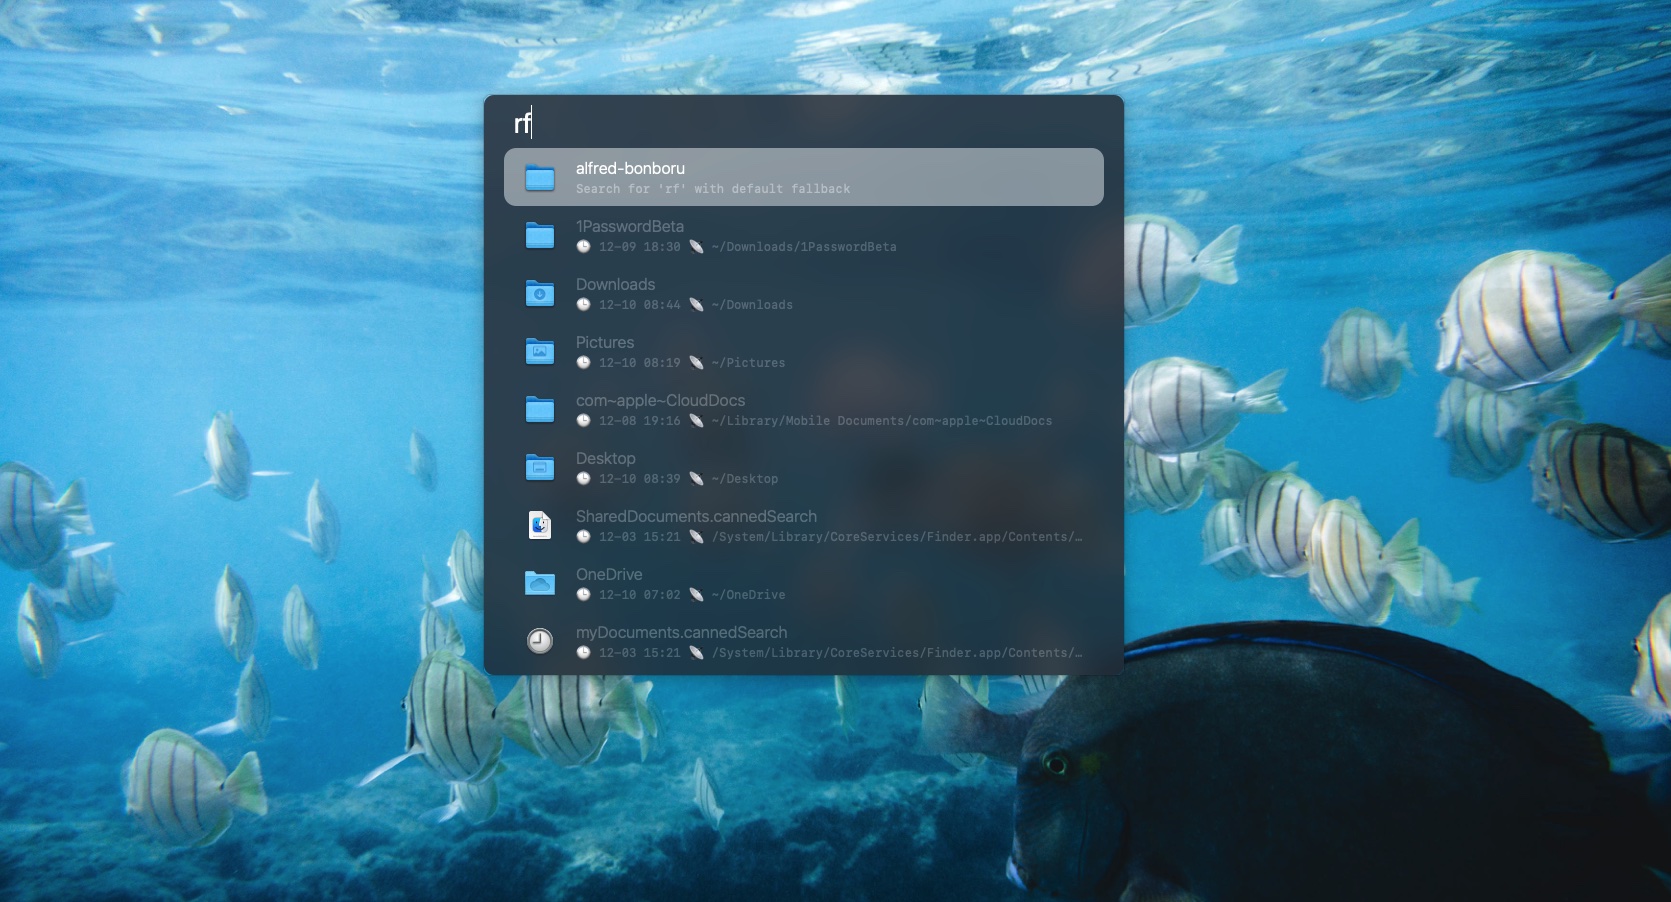 rf
alfred-bonboru
Search for 'rf' with default fallback
1PasswordBeta
12-09 18:30 ~/Downloads/1PasswordBeta
Downloads
12-10 08:44 ~/Downloads
Pictures
12-10 08:19 ~/Pictures
com~apple~CloudDocs
12-08 19:16 ~/Library/Mobile Documents/com~apple~CloudDocs
Desktop
12-10 08:39 ~/Desktop
SharedDocuments.cannedSearch
12-03 15:21 /System/Library/CoreServices/Finder.app/Contents/…
OneDrive
12-10 07:02 ~/OneDrive
myDocuments.cannedSearch
12-03 15:21 /System/Library/CoreServices/Finder.app/Contents/…